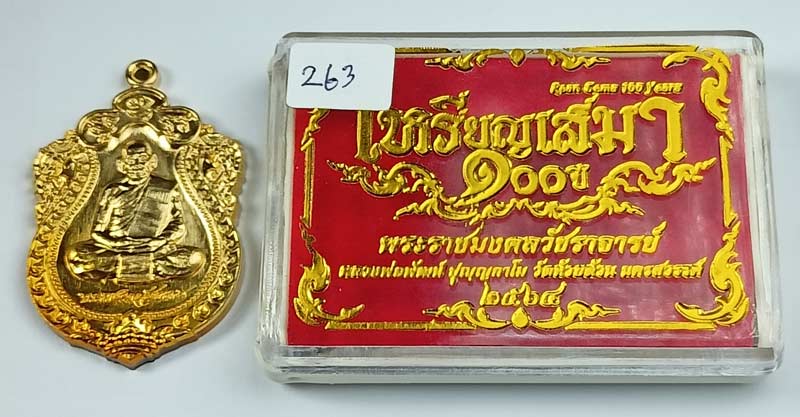 263
Rean Sema 100 Years
เหรียญเสมา
๑๐๐ปี
พระราชมงคลวัชราจารย์
หลวงพ่อพัฒน์ ปุญญกาโม วัดห้วยด้วน นครสวรรค์
๒๕๖๔